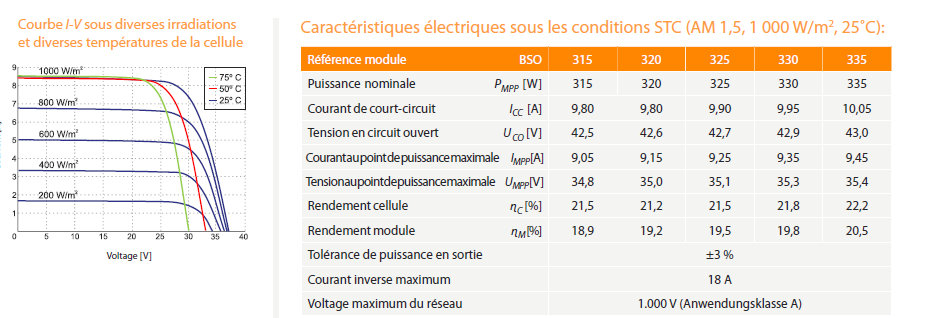 Courbe I-V sous diverses irradiations
et diverses températures de la cellule
9
8
7
6
5
4
3
2
1
0
1000 W/m²
800 W/m²
600 W/m²
400 W/m²
200 W/m²
75° C
50° C
25° C
0 5 10 15 20 25 30 35 40
Voltage [V]
Caractéristiques électriques sous les conditions STC (AM 1,5, 1 000 W/m², 25˚C):
Référence module BSO 315 320 325 330 335
Puissance nominale PMPP [W] 315 320 325 330 335
Courant de court-circuit ICC [A] 9,80 9,80 9,90 9,95 10,05
Tension en circuit ouvert UCO [V] 42,5 42,6 42,7 42,9 43,0
Courantaupointdepuissancemaximale IMPP[A] 9,05 9,15 9,25 9,35 9,45
Tensionaupointdepuissancemaximale UMPP[V] 34,8 35,0 35,1 35,3 35,4
Rendement cellule ηC [%] 21,5 21,2 21,5 21,8 22,2
Rendement module ηM[%] 18,9 19,2 19,5 19,8 20,5
Tolérance de puissance en sortie ±3 %
Courant inverse maximum 18 A
Voltage maximum du réseau 1.000 V (Anwendungsklasse A)